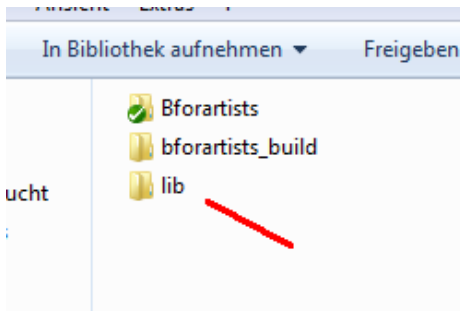 In Bibliothek aufnehmen Freigeben
Bforartists
bforartists_build
lib
ucht